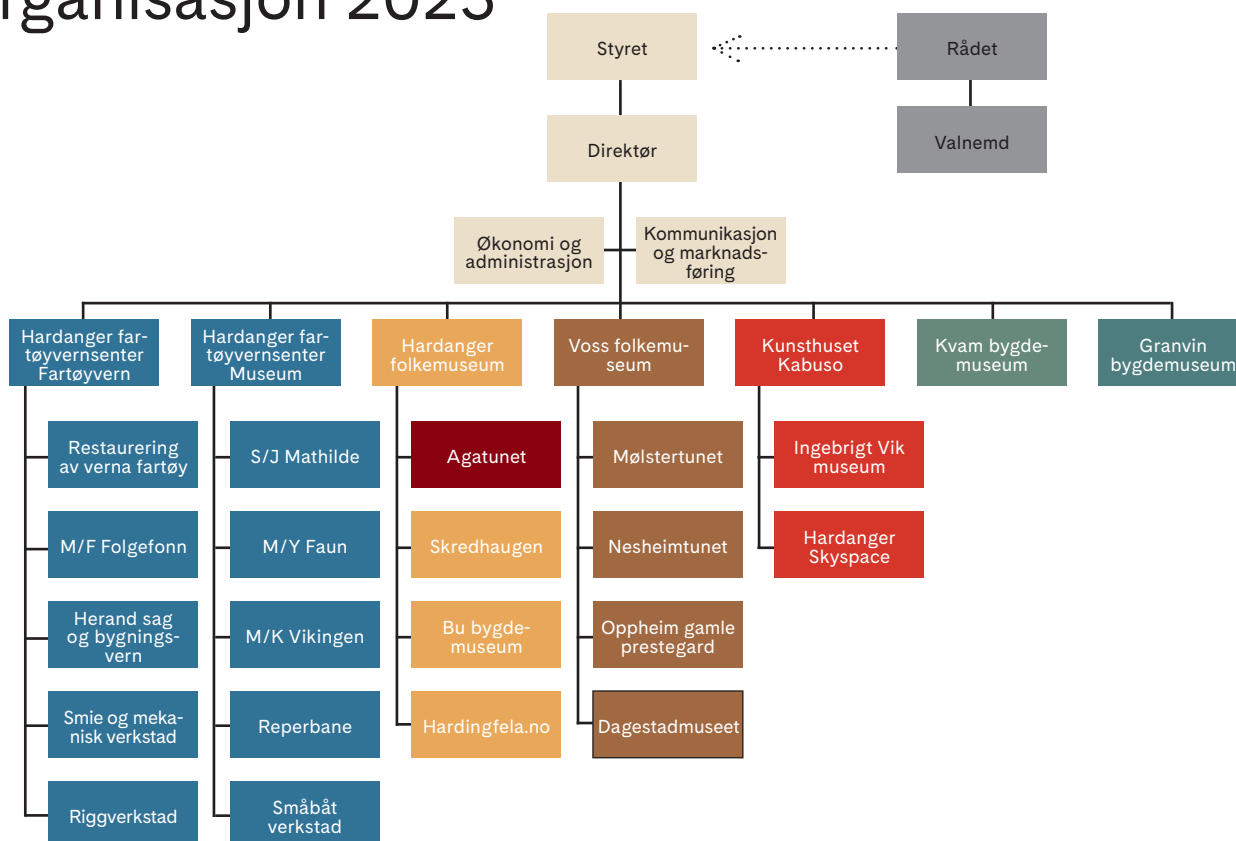 rganisasjon 2025
Styret
Rådet
Direktør
Valnemd
Økonomi og
administrasjon
Kommunikasjon
og marknads-
føring
Hardanger far-
tøyvernsenter
Fartøyvern
Hardanger far-
tøyvernsenter
Museum
Hardanger
folkemuseum
Voss folkemu-
seum
Kunsthuset
Kabuso
Kvam bygde-
museum
Granvin
bygdemuseum
Restaurering
av verna fartøy
S/J Mathilde
Agatunet
Mølstertunet
Ingebrigt Vik
museum
M/F Folgefonn
M/Y Faun
Skredhaugen
Nesheimtunet
Hardanger
Skyspace
Herand sag
og bygnings-
vern
M/K Vikingen
Bu bygde-
museum
Oppheim gamle
prestegard
Smie og meka-
nisk verkstad
Reperbane
Hardingfela.no
Dagestadmuseet
Riggverkstad
Småbåt
verkstad